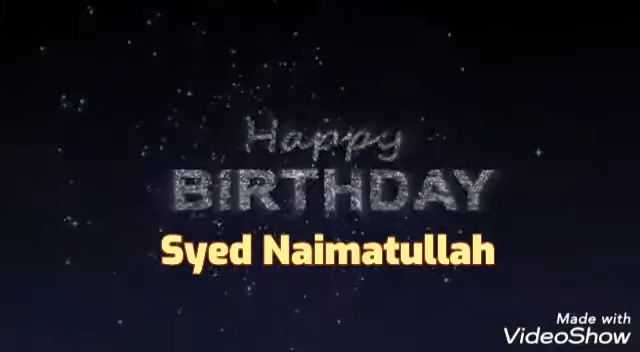 Happy
BIRTHDAY
Syed Naimatullah
Made with
VideoShow